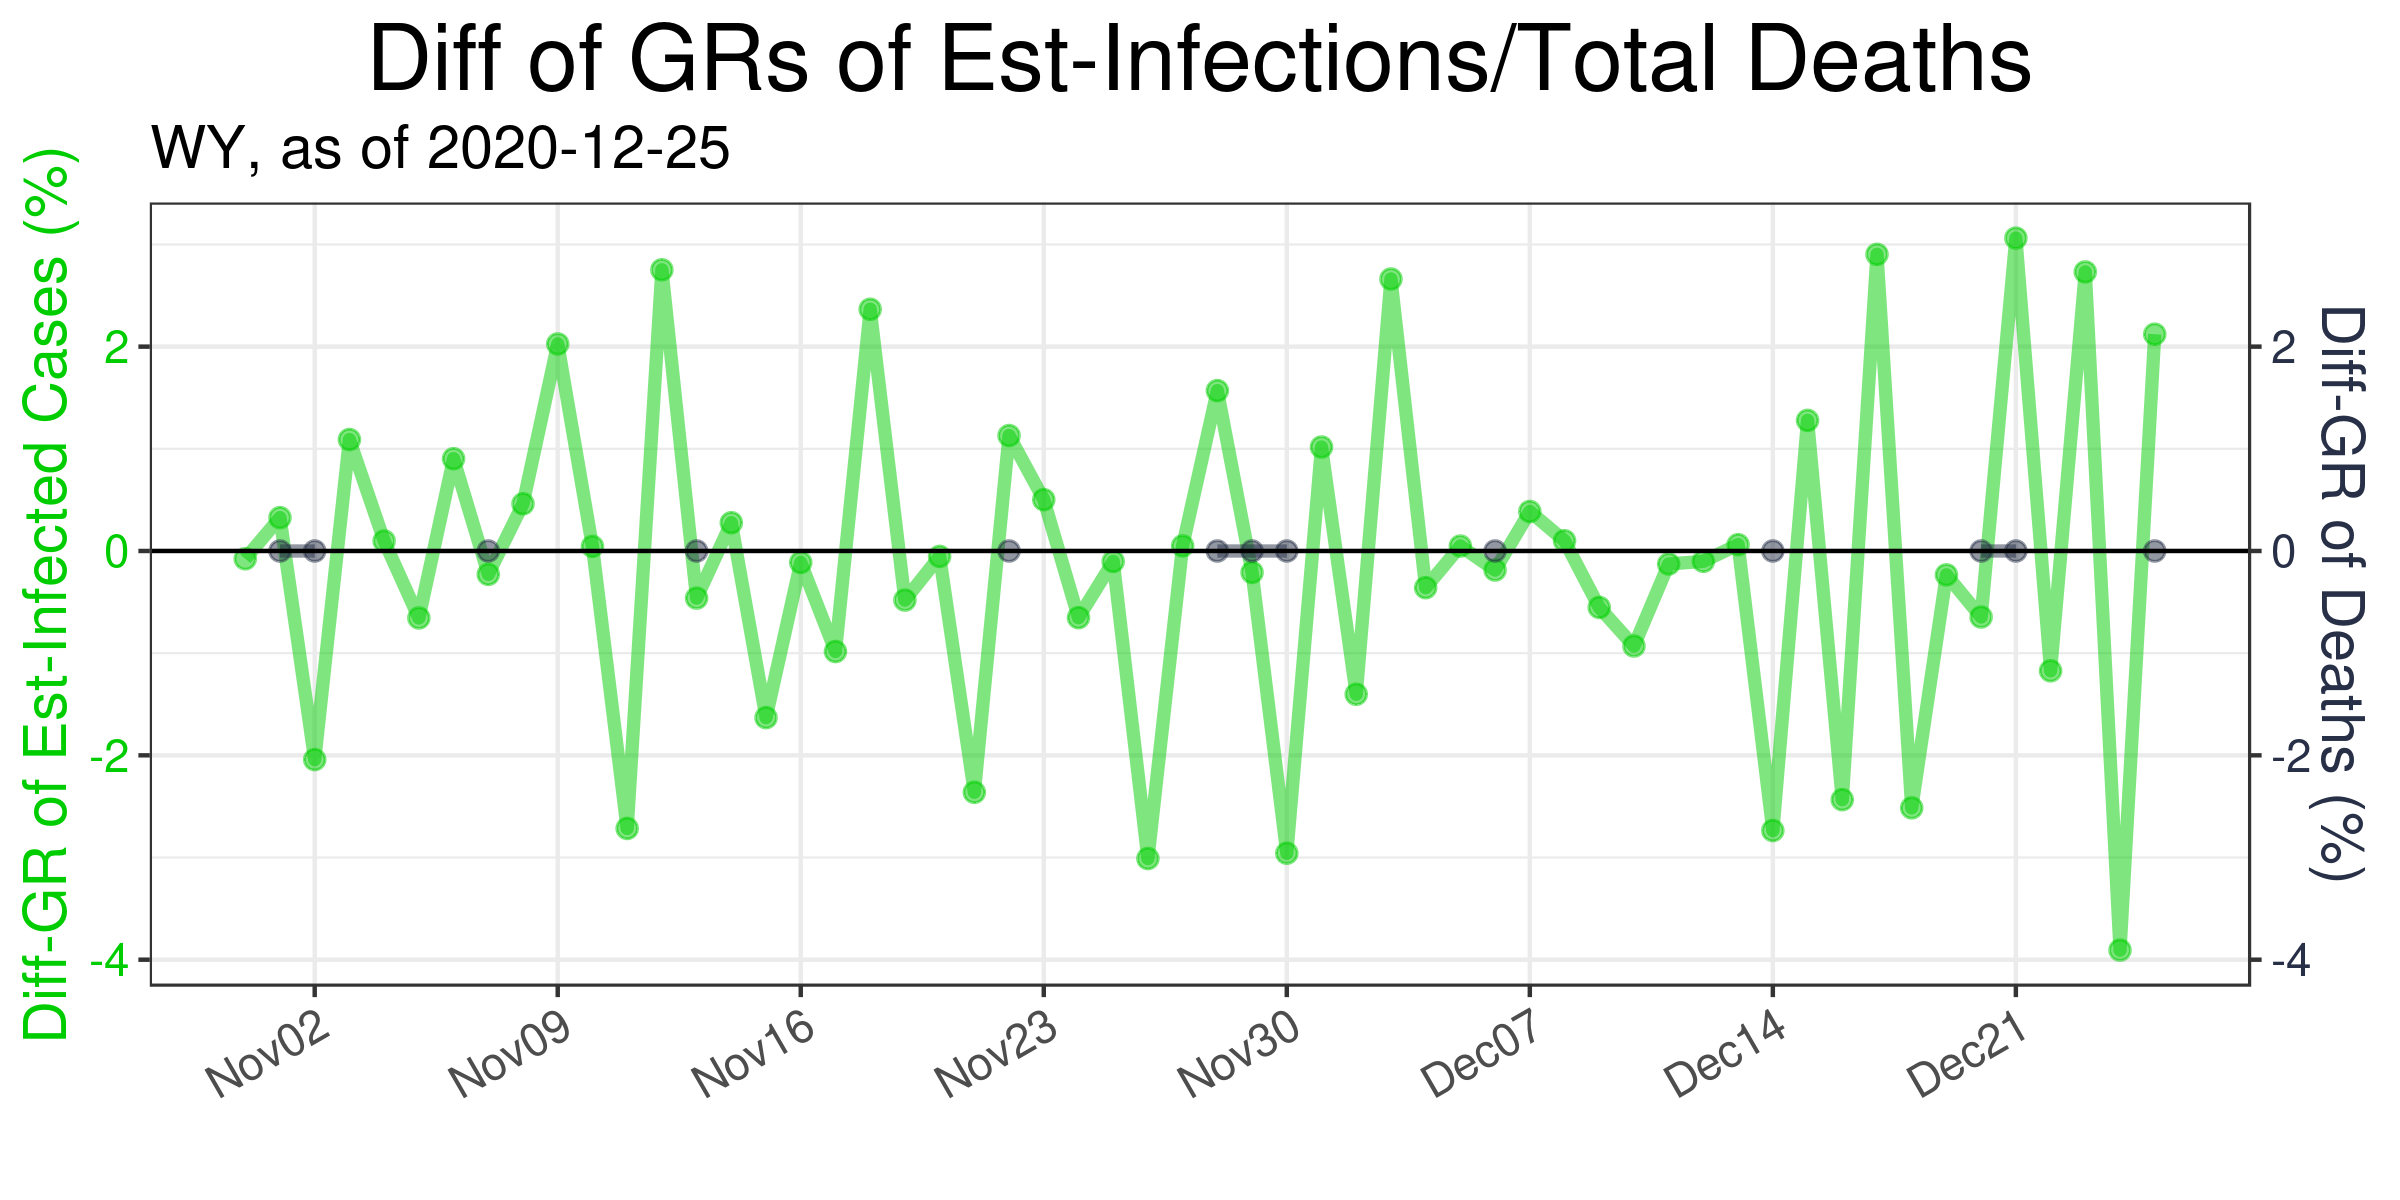 Diff of GRs of Est-Infections/Total Deaths
WY, as of 2020-12-25
Diff-GR of Est-Infected Cases (%)
2
0
-2
-4
2
0
-2
-4
Diff-GR of Deaths (%)
Nov02
Nov09
Nov16
Nov23
Nov30
Dec07
Dec14
Dec21